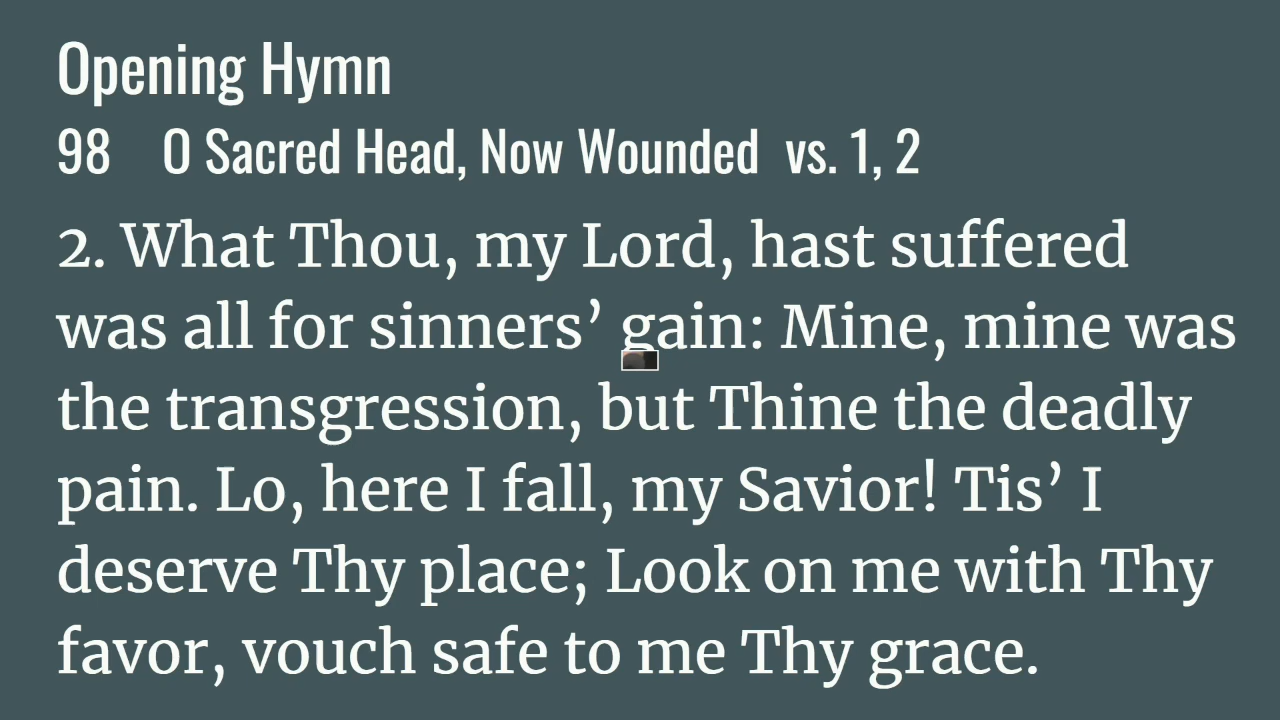 Opening Hymn
98 O Sacred Head, Now Wounded vs. 1, 2
2. What Thou, my Lord, hast suffered
was all for sinners’ gain: Mine, mine was
the transgression, but Thine the deadly
pain. Lo, here I fall, my Savior! Tis’ I
deserve Thy place; Look on me with Thy
favor, vouch safe to me Thy grace.